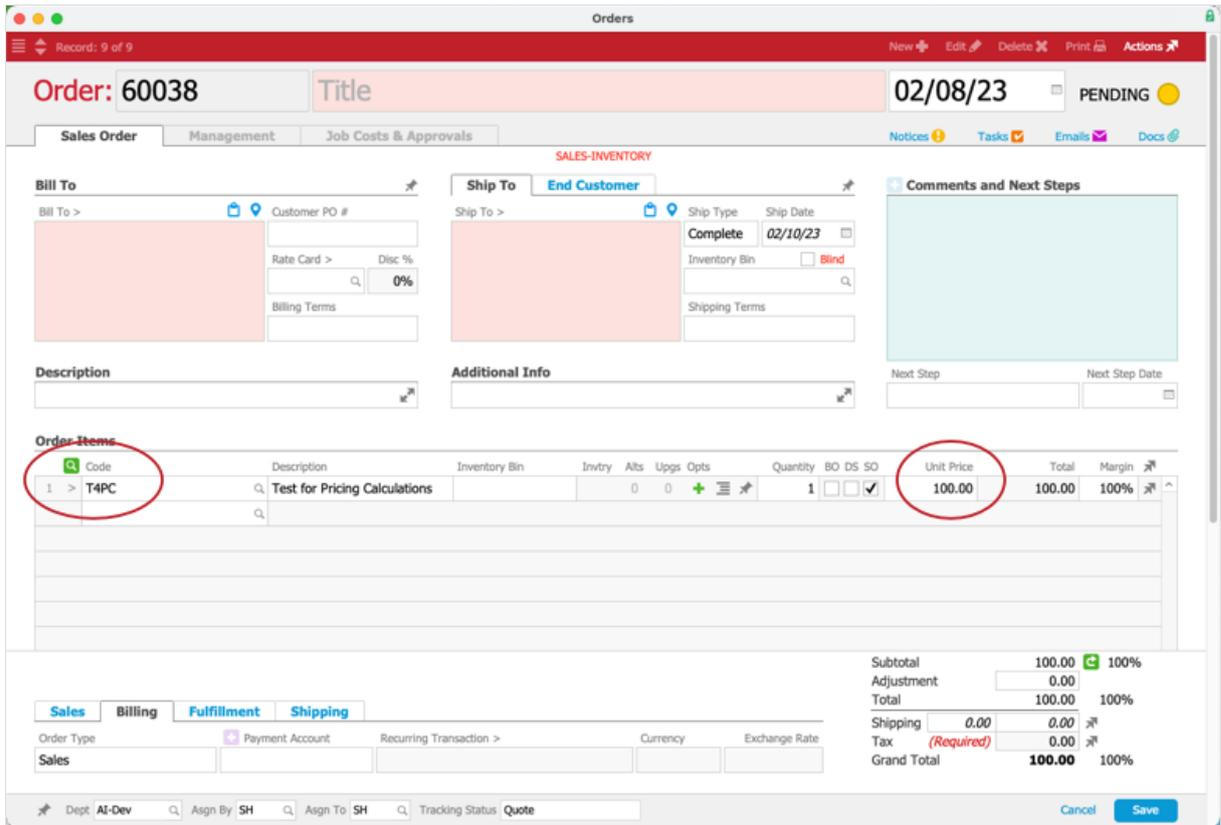 Orders
Record: 9 of 9 New Edit Delete Print Actions
Order: 60038 Title 02/08/23 PENDING
Sales Order Management Job Costs & Approvals Notices Tasks Emails Docs
SALES-INVENTORY
Bill To Ship To End Customer Comments and Next Steps
Bill To > Customer PO # Ship To > Ship Type Ship Date
Complete 02/10/23
Rate Card > Disc % Inventory Bin Blind
0%
Billing Terms Shipping Terms
Description Additional Info Next Step Next Step Date
Order Items
Code Description Inventory Bin Invtry Alts Upgs Opts Quantity BO DS SO Unit Price Total Margin
1 > T4PC Test for Pricing Calculations 0 0 1 100.00 100.00 100%
Subtotal 100.00 100%
Adjustment 0.00
Total 100.00 100%
Sales Billing Fulfillment Shipping
Shipping 0.00 0.00
Order Type Payment Account Recurring Transaction > Currency Exchange Rate
Tax (Required) 0.00
Sales
Grand Total 100.00 100%
Dept AI-Dev Asgn By SH Asgn To SH Tracking Status Quote Cancel Save